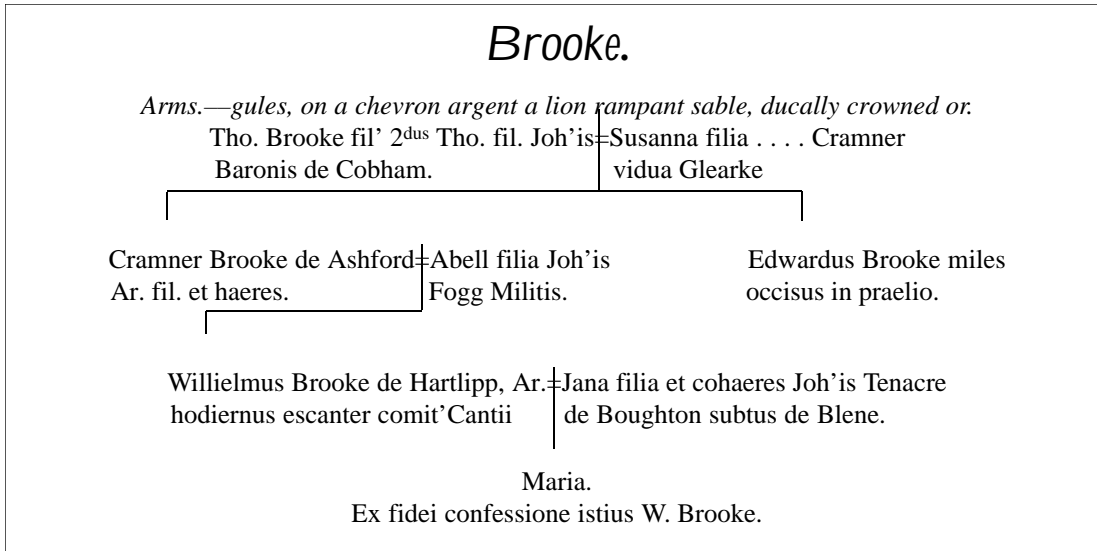 Brooke.
Arms.—gules, on a chevron argent a lion rampant sable, ducally crowned or.
Tho. Brooke fil’ 2dus Tho. fil. Joh’is=Susanna filia . . . . Cramner
Baronis de Cobham. vidua Glearke
Cramner Brooke de Ashford=Abell filia Joh’is Edwardus Brooke miles
Ar. fil. et haeres. Fogg Militis. occisus in praelio.
Willielmus Brooke de Hartlipp, Ar.=Jana filia et cohaeres Joh’is Tenacre
hodiernus escanter comit’Cantii de Boughton subtus de Blene.
Maria.
Ex fidei confessione istius W. Brooke.